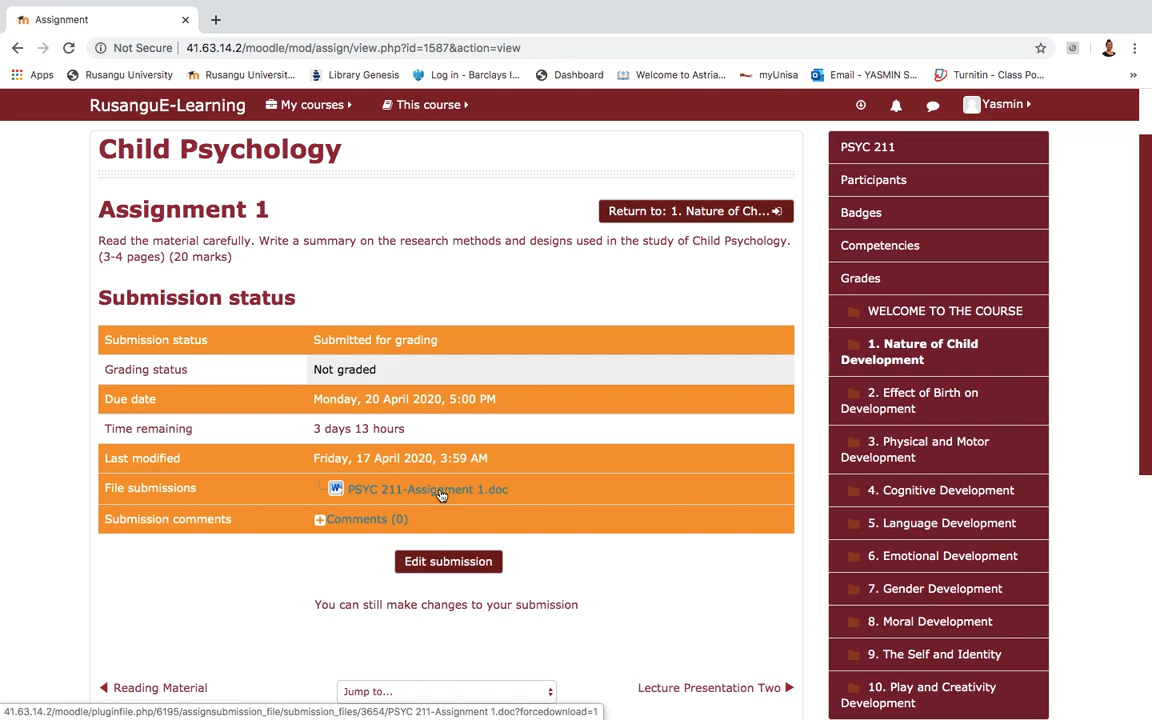 Assignment
Not Secure
41.63.14.2/moodle/mod/assign/view.php?id=1587&action=view
Apps
Rusangu University
Rusangu Universit...
Library Genesis
Log in - Barclays I...
Dashboard
Welcome to Astria...
myUnisa
Email - YASMIN S...
Turnitin - Class Po...
»
RusanguE-Learning
My courses
This course
Yasmin
Child Psychology
Assignment 1
Return to: 1. Nature of Ch...
Read the material carefully. Write a summary on the research methods and designs used in the study of Child Psychology.
(3-4 pages) (20 marks)
Submission status
Submission status Submitted for grading
Grading status Not graded
Due date Monday, 20 April 2020, 5:00 PM
Time remaining 3 days 13 hours
Last modified Friday, 17 April 2020, 3:59 AM
File submissions PSYC 211-Assignment 1.doc
Submission comments Comments (0)
Edit submission
You can still make changes to your submission
Reading Material
Jump to...
Lecture Presentation Two
PSYC 211
Participants
Badges
Competencies
Grades
WELCOME TO THE COURSE
1. Nature of Child
Development
2. Effect of Birth on
Development
3. Physical and Motor
Development
4. Cognitive Development
5. Language Development
6. Emotional Development
7. Gender Development
8. Moral Development
9. The Self and Identity
10. Play and Creativity
Development
41.63.14.2/moodle/pluginfile.php/6195/assignsubmission_file/submission_files/3654/PSYC 211-Assignment 1.doc?forcedownload=1